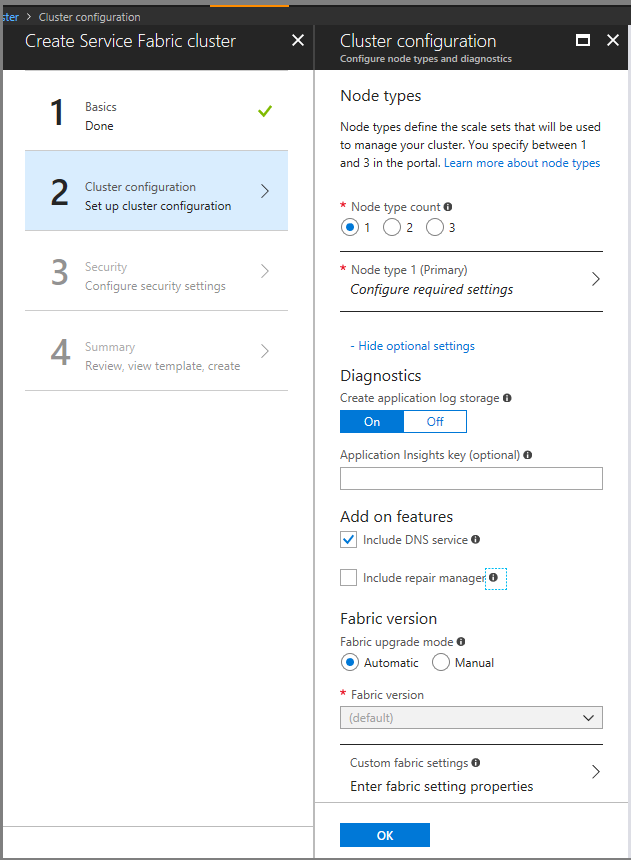 ster > Cluster configuration
Create Service Fabric cluster
1
Basics
Done
2
Cluster configuration
Set up cluster configuration
3
Security
Configure security settings
4
Summary
Review, view template, create
Cluster configuration
Configure node types and diagnostics
Node types
Node types define the scale sets that will be used
to manage your cluster. You specify between 1
and 3 in the portal. Learn more about node types
* Node type count
1 2 3
* Node type 1 (Primary)
Configure required settings
- Hide optional settings
Diagnostics
Create application log storage
On Off
Application Insights key (optional)
Add on features
Include DNS service
Include repair manager
Fabric version
Fabric upgrade mode
Automatic Manual
* Fabric version
(default)
Custom fabric settings
Enter fabric setting properties
OK